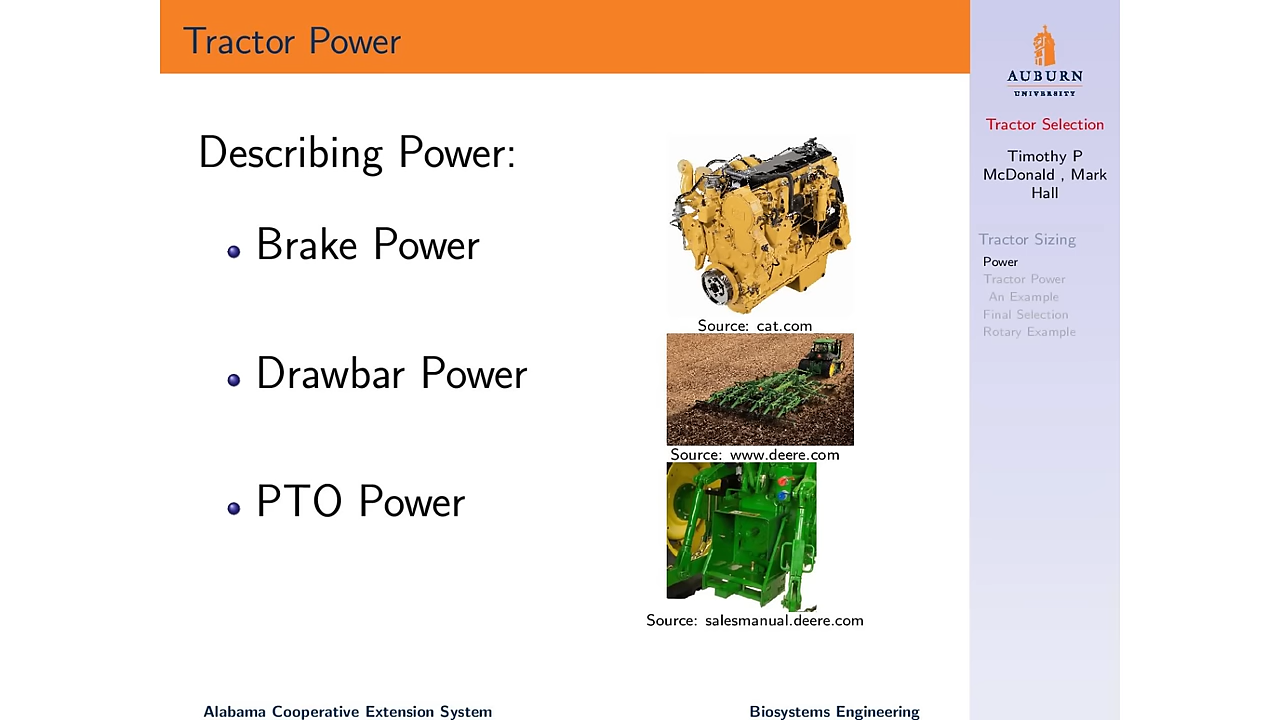 Tractor Power
Describing Power:
Brake Power
Drawbar Power
PTO Power
Source: cat.com
Source: www.deere.com
Source: salesmanual.deere.com
AUBURN
UNIVERSITY
Tractor Selection
Timothy P
McDonald , Mark
Hall
Tractor Sizing
Power
Tractor Power
An Example
Final Selection
Rotary Example
Alabama Cooperative Extension System
Biosystems Engineering